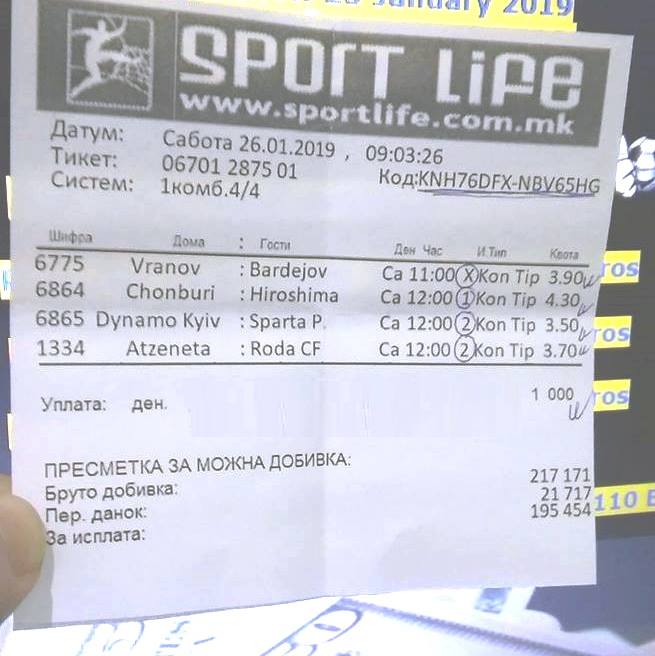 January 2019
SPORT LIFE
www.sportlife.com.mk
Датум: Сабота 26.01.2019 , 09:03:26
Тикет: 06701 2875 01
Систем: 1комб.4/4 Код:KNH76DFX-NBV65HG
Шифра Дома : Гости Ден Час И.Тип Квота
6775 Vranov : Bardejov Са 11:00 X Kon Tip 3.90
6864 Chonburi : Hiroshima Са 12:00 1 Kon Tip 4.30
6865 Dynamo Kyiv : Sparta P. Са 12:00 2 Kon Tip 3.50
1334 Atzeneta : Roda CF Са 12:00 2 Kon Tip 3.70
Уплата: ден. 1 000
ПРЕСМЕТКА ЗА МОЖНА ДОБИВКА:
Бруто добивка: 217 171
Пер. данок: 21 717
За исплата: 195 454
ros
ros
ros
110 E